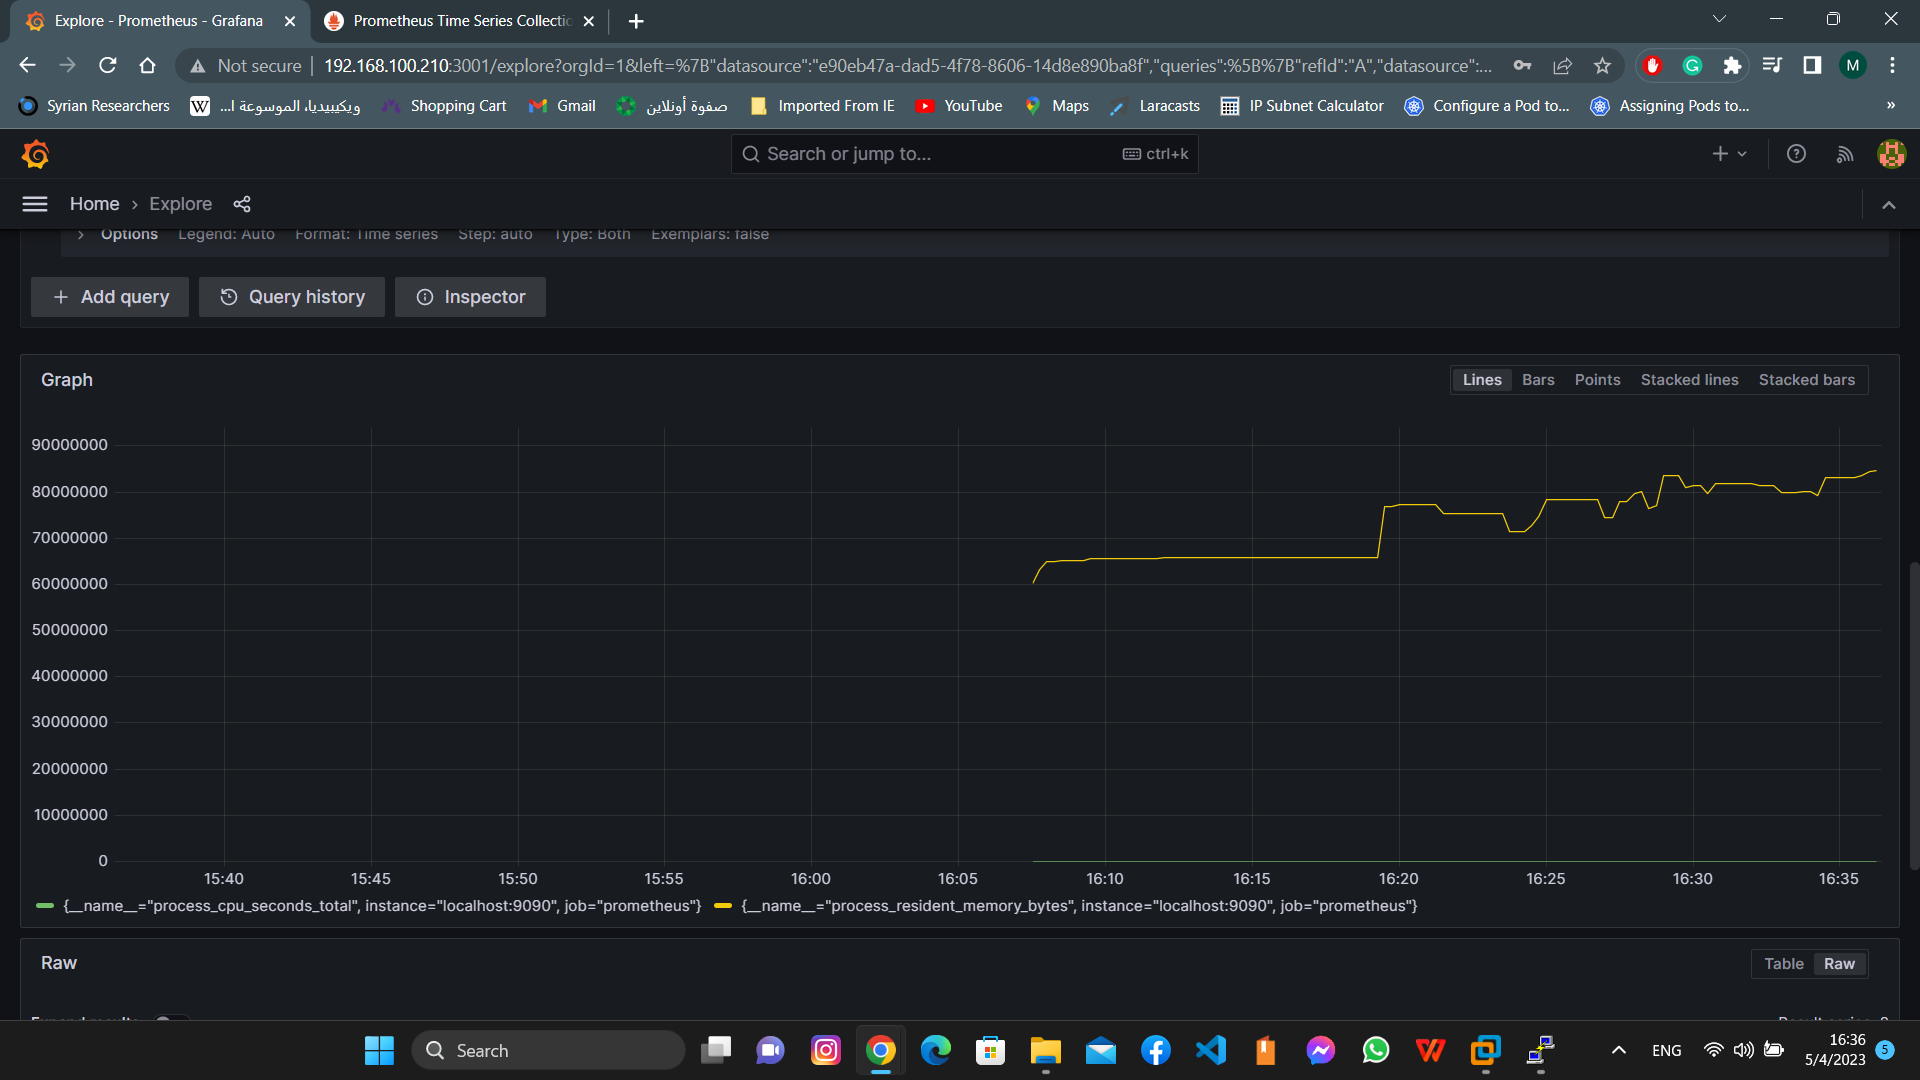 Explore - Prometheus - Grafana
Prometheus Time Series Collectio
Not secure
192.168.100.210:3001/explore?orgId=1&left=%7B"datasource":"e90eb47a-dad5-4f78-8606-14d8e890ba8f","queries":%5B%7B"refId":"A","datasource":...
M
Syrian Researchers
W
ويكيبيديا، الموسوعة ا...
Shopping Cart
Gmail
صفوة أونلاين
Imported From IE
YouTube
Maps
Laracasts
IP Subnet Calculator
Configure a Pod to...
Assigning Pods to...
»
Search or jump to...
ctrl+k
Home › Explore
Options Legend: Auto Format: Time series Step: auto Type: Both Exemplars: false
+ Add query
Query history
Inspector
Graph
Lines Bars Points Stacked lines Stacked bars
90000000
80000000
70000000
60000000
50000000
40000000
30000000
20000000
10000000
0
15:40 15:45 15:50 15:55 16:00 16:05 16:10 16:15 16:20 16:25 16:30 16:35
{__name__="process_cpu_seconds_total", instance="localhost:9090", job="prometheus"} {__name__="process_resident_memory_bytes", instance="localhost:9090", job="prometheus"}
Raw
Table Raw
Search
ENG
16:36
5/4/2023
5